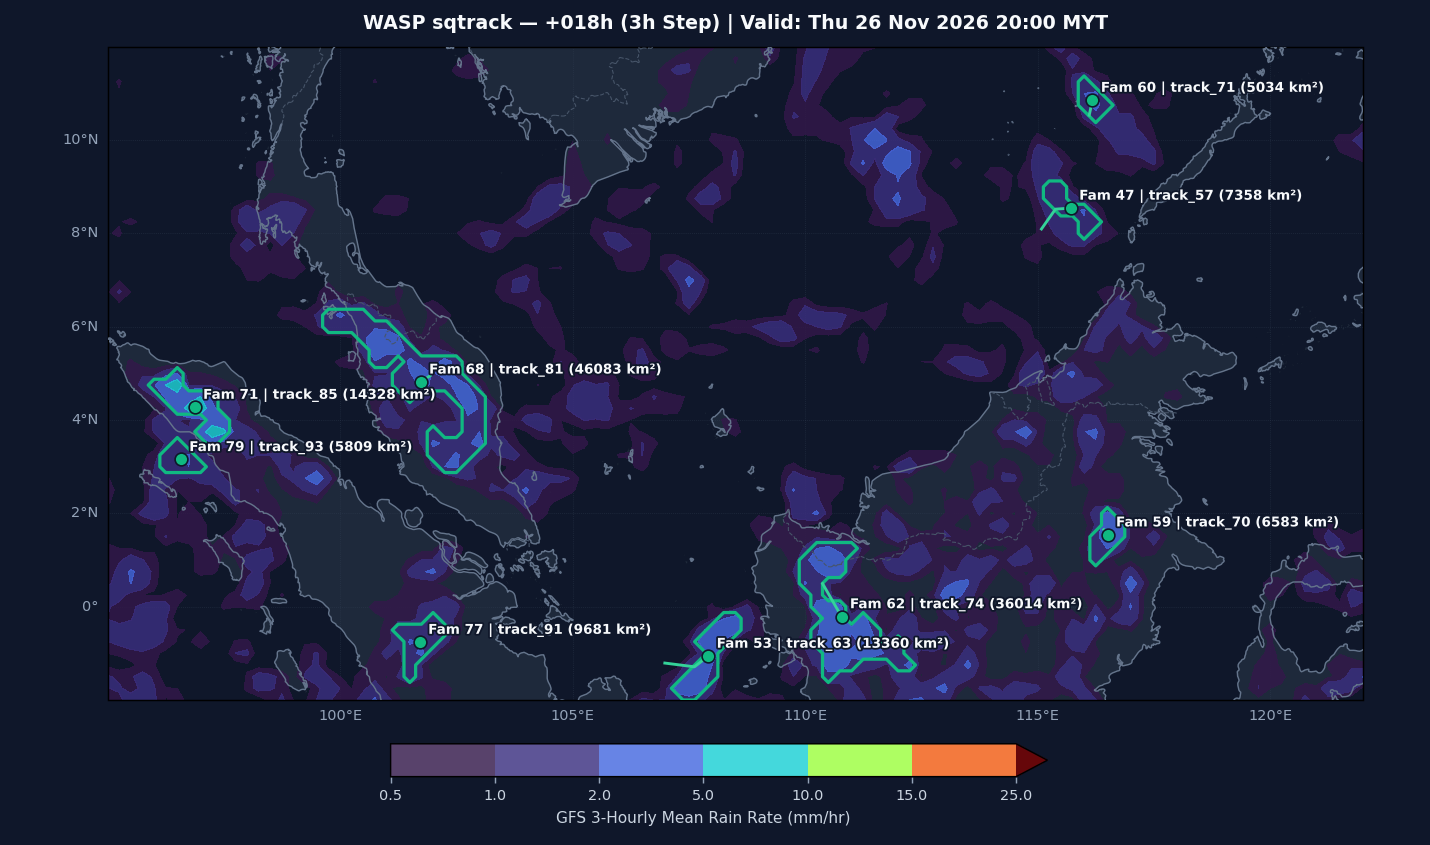 WASP sqtrack — +018h (3h Step) | Valid: Thu 26 Nov 2026 20:00 MYT
Fam 60 | track_71 (5034 km²)
10°N
Fam 47 | track_57 (7358 km²)
8°N
6°N
Fam 68 | track_81 (46083 km²)
Fam 71 | track_85 (14328 km²)
4°N
Fam 79 | track_93 (5809 km²)
2°N
Fam 59 | track_70 (6583 km²)
0°
Fam 62 | track_74 (36014 km²)
Fam 77 | track_91 (9681 km²)
Fam 53 | track_63 (13360 km²)
100°E 105°E 110°E 115°E 120°E
0.5 1.0 2.0 5.0 10.0 15.0 25.0
GFS 3-Hourly Mean Rain Rate (mm/hr)